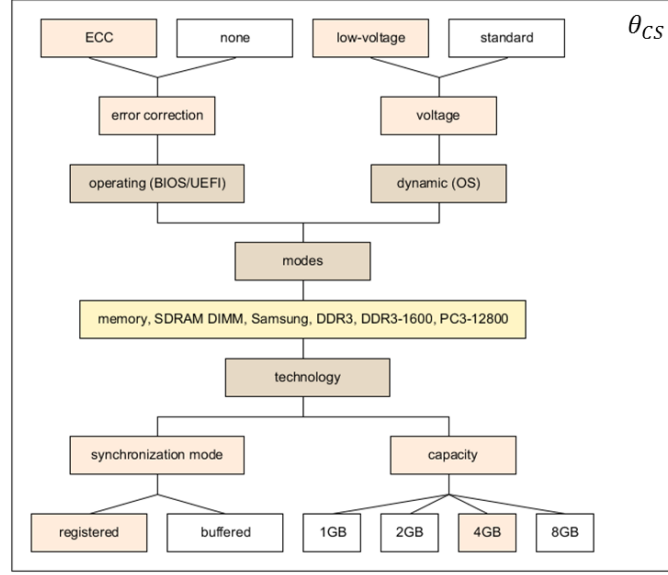 θ_CS
ECC none low-voltage standard
error correction voltage
operating (BIOS/UEFI) dynamic (OS)
modes
memory, SDRAM DIMM, Samsung, DDR3, DDR3-1600, PC3-12800
technology
synchronization mode capacity
registered buffered 1GB 2GB 4GB 8GB